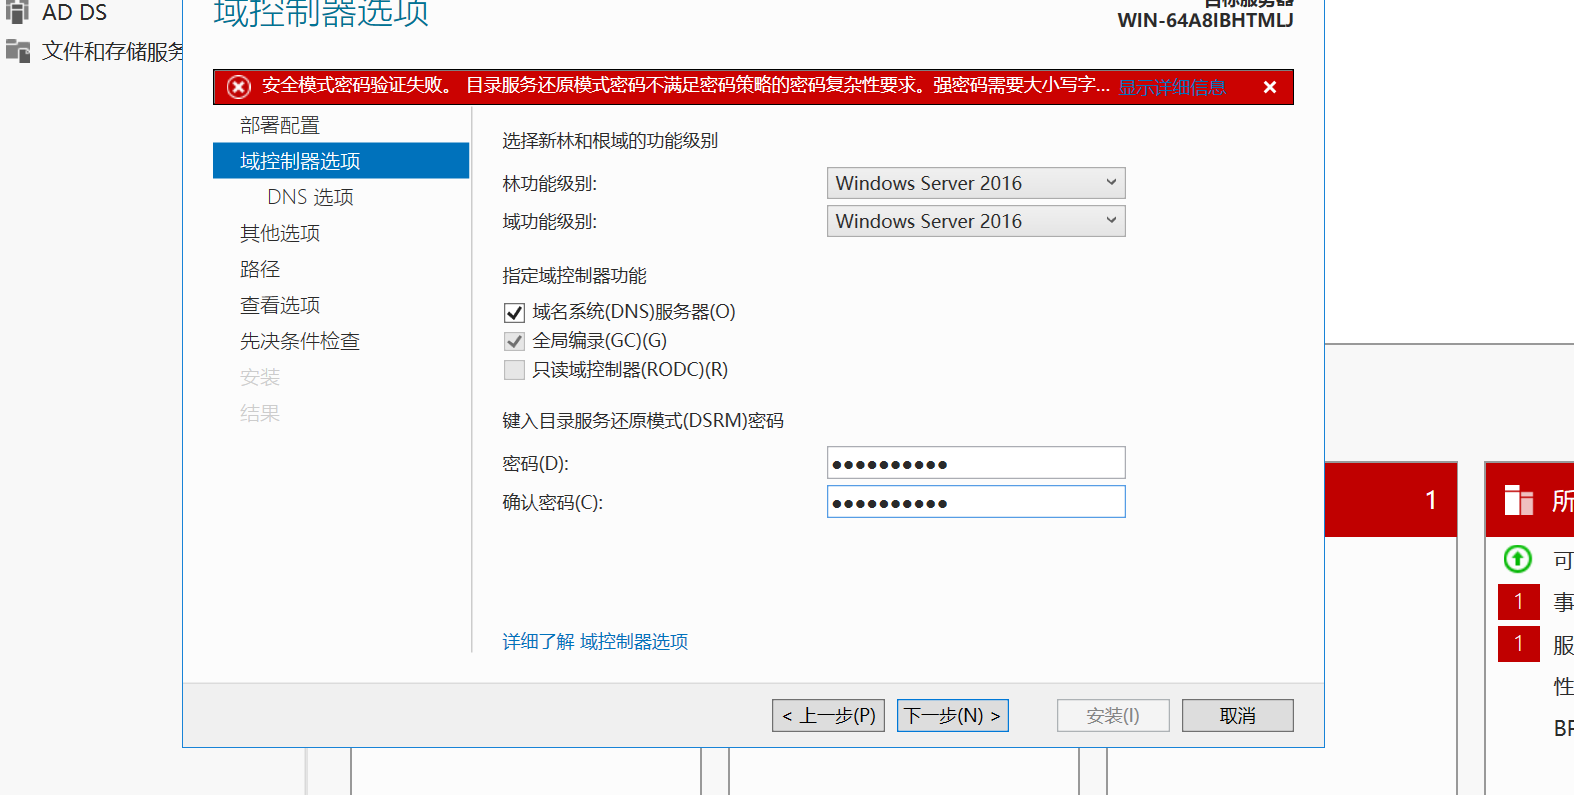 AD DS
文件和存储服务
域控制器选项
目标服务器
WIN-64A8IBHTMLJ
安全模式密码验证失败。 目录服务还原模式密码不满足密码策略的密码复杂性要求。强密码需要大小写字... 显示详细信息
部署配置
域控制器选项
DNS 选项
其他选项
路径
查看选项
先决条件检查
安装
结果
选择新林和根域的功能级别
林功能级别:
Windows Server 2016
域功能级别:
Windows Server 2016
指定域控制器功能
域名系统(DNS)服务器(O)
全局编录(GC)(G)
只读域控制器(RODC)(R)
键入目录服务还原模式(DSRM)密码
密码(D):
●●●●●●●●●●
确认密码(C):
●●●●●●●●●●
详细了解 域控制器选项
< 上一步(P)
下一步(N) >
安装(I)
取消
1
所
可
1 事
1 服
性